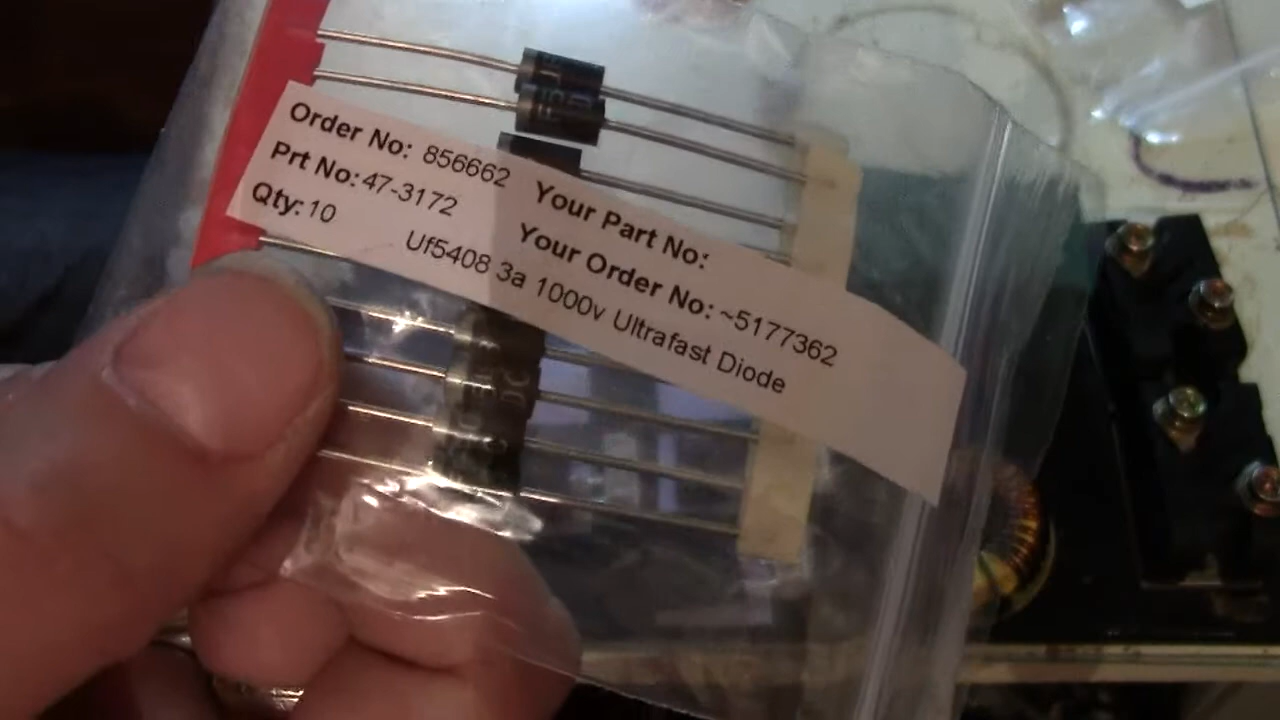 Order No: 856662
Your Part No:
Prt No: 47-3172
Your Order No: ~5177362
Qty: 10
Uf5408 3a 1000v Ultrafast Diode